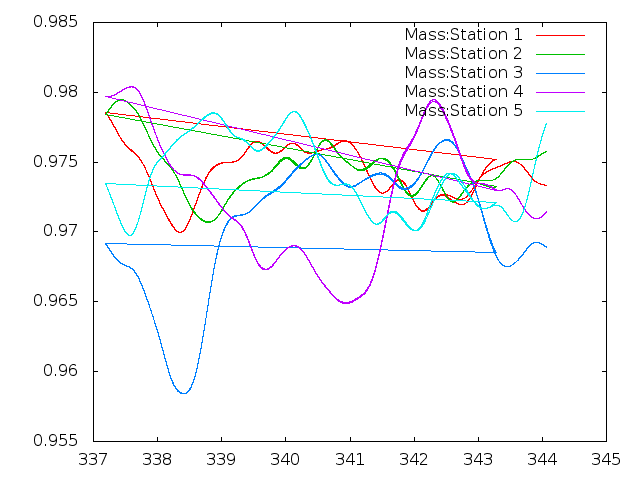 0.985
0.98
0.975
0.97
0.965
0.96
0.955
337 338 339 340 341 342 343 344 345
Mass:Station 1
Mass:Station 2
Mass:Station 3
Mass:Station 4
Mass:Station 5